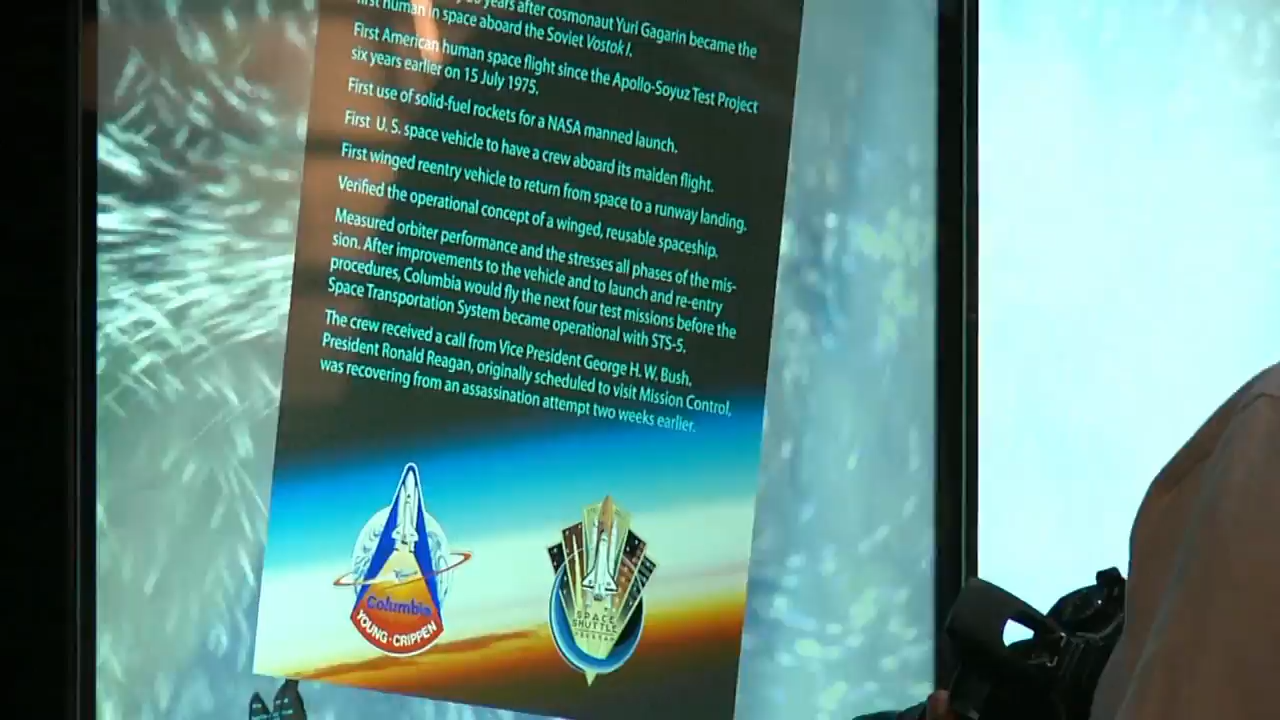 years after cosmonaut Yuri Gagarin became the
first human in space aboard the Soviet Vostok I.
First American human space flight since the Apollo-Soyuz Test Project
six years earlier on 15 July 1975.
First use of solid-fuel rockets for a NASA manned launch.
First U. S. space vehicle to have a crew aboard its maiden flight.
First winged reentry vehicle to return from space to a runway landing.
Verified the operational concept of a winged, reusable spaceship.
Measured orbiter performance and the stresses all phases of the mis-
sion. After improvements to the vehicle and to launch and re-entry
procedures, Columbia would fly the next four test missions before the
Space Transportation System became operational with STS-5.
The crew received a call from Vice President George H. W. Bush,
President Ronald Reagan, originally scheduled to visit Mission Control,
was recovering from an assassination attempt two weeks earlier.
Columbia
YOUNG·CRIPPEN
SPACE
SHUTTLE